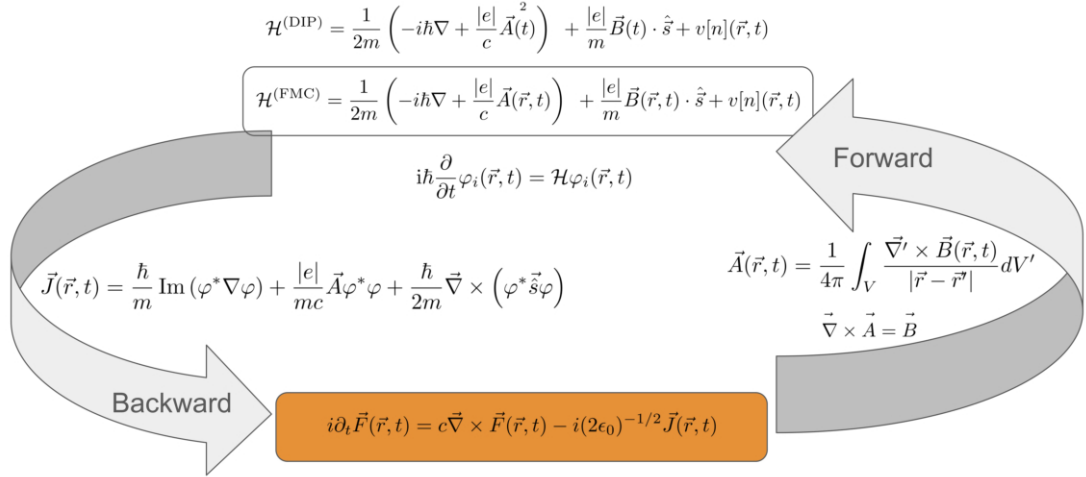 $\mathcal{H}^{(\mathrm{DIP})} = \frac{1}{2m}\left(-i\hbar\nabla + \frac{|e|}{c}\vec{A}(t)\right)^2 + \frac{|e|}{m}\vec{B}(t)\cdot\hat{\vec{s}} + v[n](\vec{r},t)$
$\mathcal{H}^{(\mathrm{FMC})} = \frac{1}{2m}\left(-i\hbar\nabla + \frac{|e|}{c}\vec{A}(\vec{r},t)\right) + \frac{|e|}{m}\vec{B}(\vec{r},t)\cdot\hat{\vec{s}} + v[n](\vec{r},t)$
Forward
$\mathrm{i}\hbar\frac{\partial}{\partial t}\varphi_i(\vec{r},t) = \mathcal{H}\varphi_i(\vec{r},t)$
$\vec{J}(\vec{r},t) = \frac{\hbar}{m}\,\mathrm{Im}\,(\varphi^*\nabla\varphi) + \frac{|e|}{mc}\vec{A}\varphi^*\varphi + \frac{\hbar}{2m}\vec{\nabla}\times\left(\varphi^*\hat{\vec{s}}\varphi\right)$
$\vec{A}(\vec{r},t) = \frac{1}{4\pi}\int_V \frac{\vec{\nabla}'\times\vec{B}(\vec{r},t)}{|\vec{r}-\vec{r}'|}dV'$
$\vec{\nabla}\times\vec{A} = \vec{B}$
Backward
$i\partial_t\vec{F}(\vec{r},t) = c\vec{\nabla}\times\vec{F}(\vec{r},t) - i(2\epsilon_0)^{-1/2}\vec{J}(\vec{r},t)$